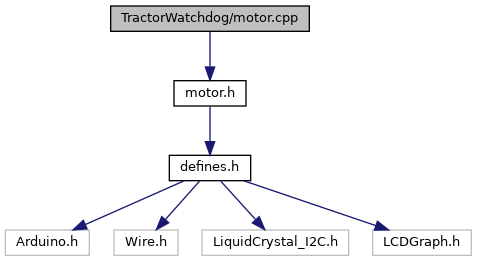 TractorWatchdog/motor.cpp
motor.h
defines.h
Arduino.h
Wire.h
LiquidCrystal_I2C.h
LCDGraph.h